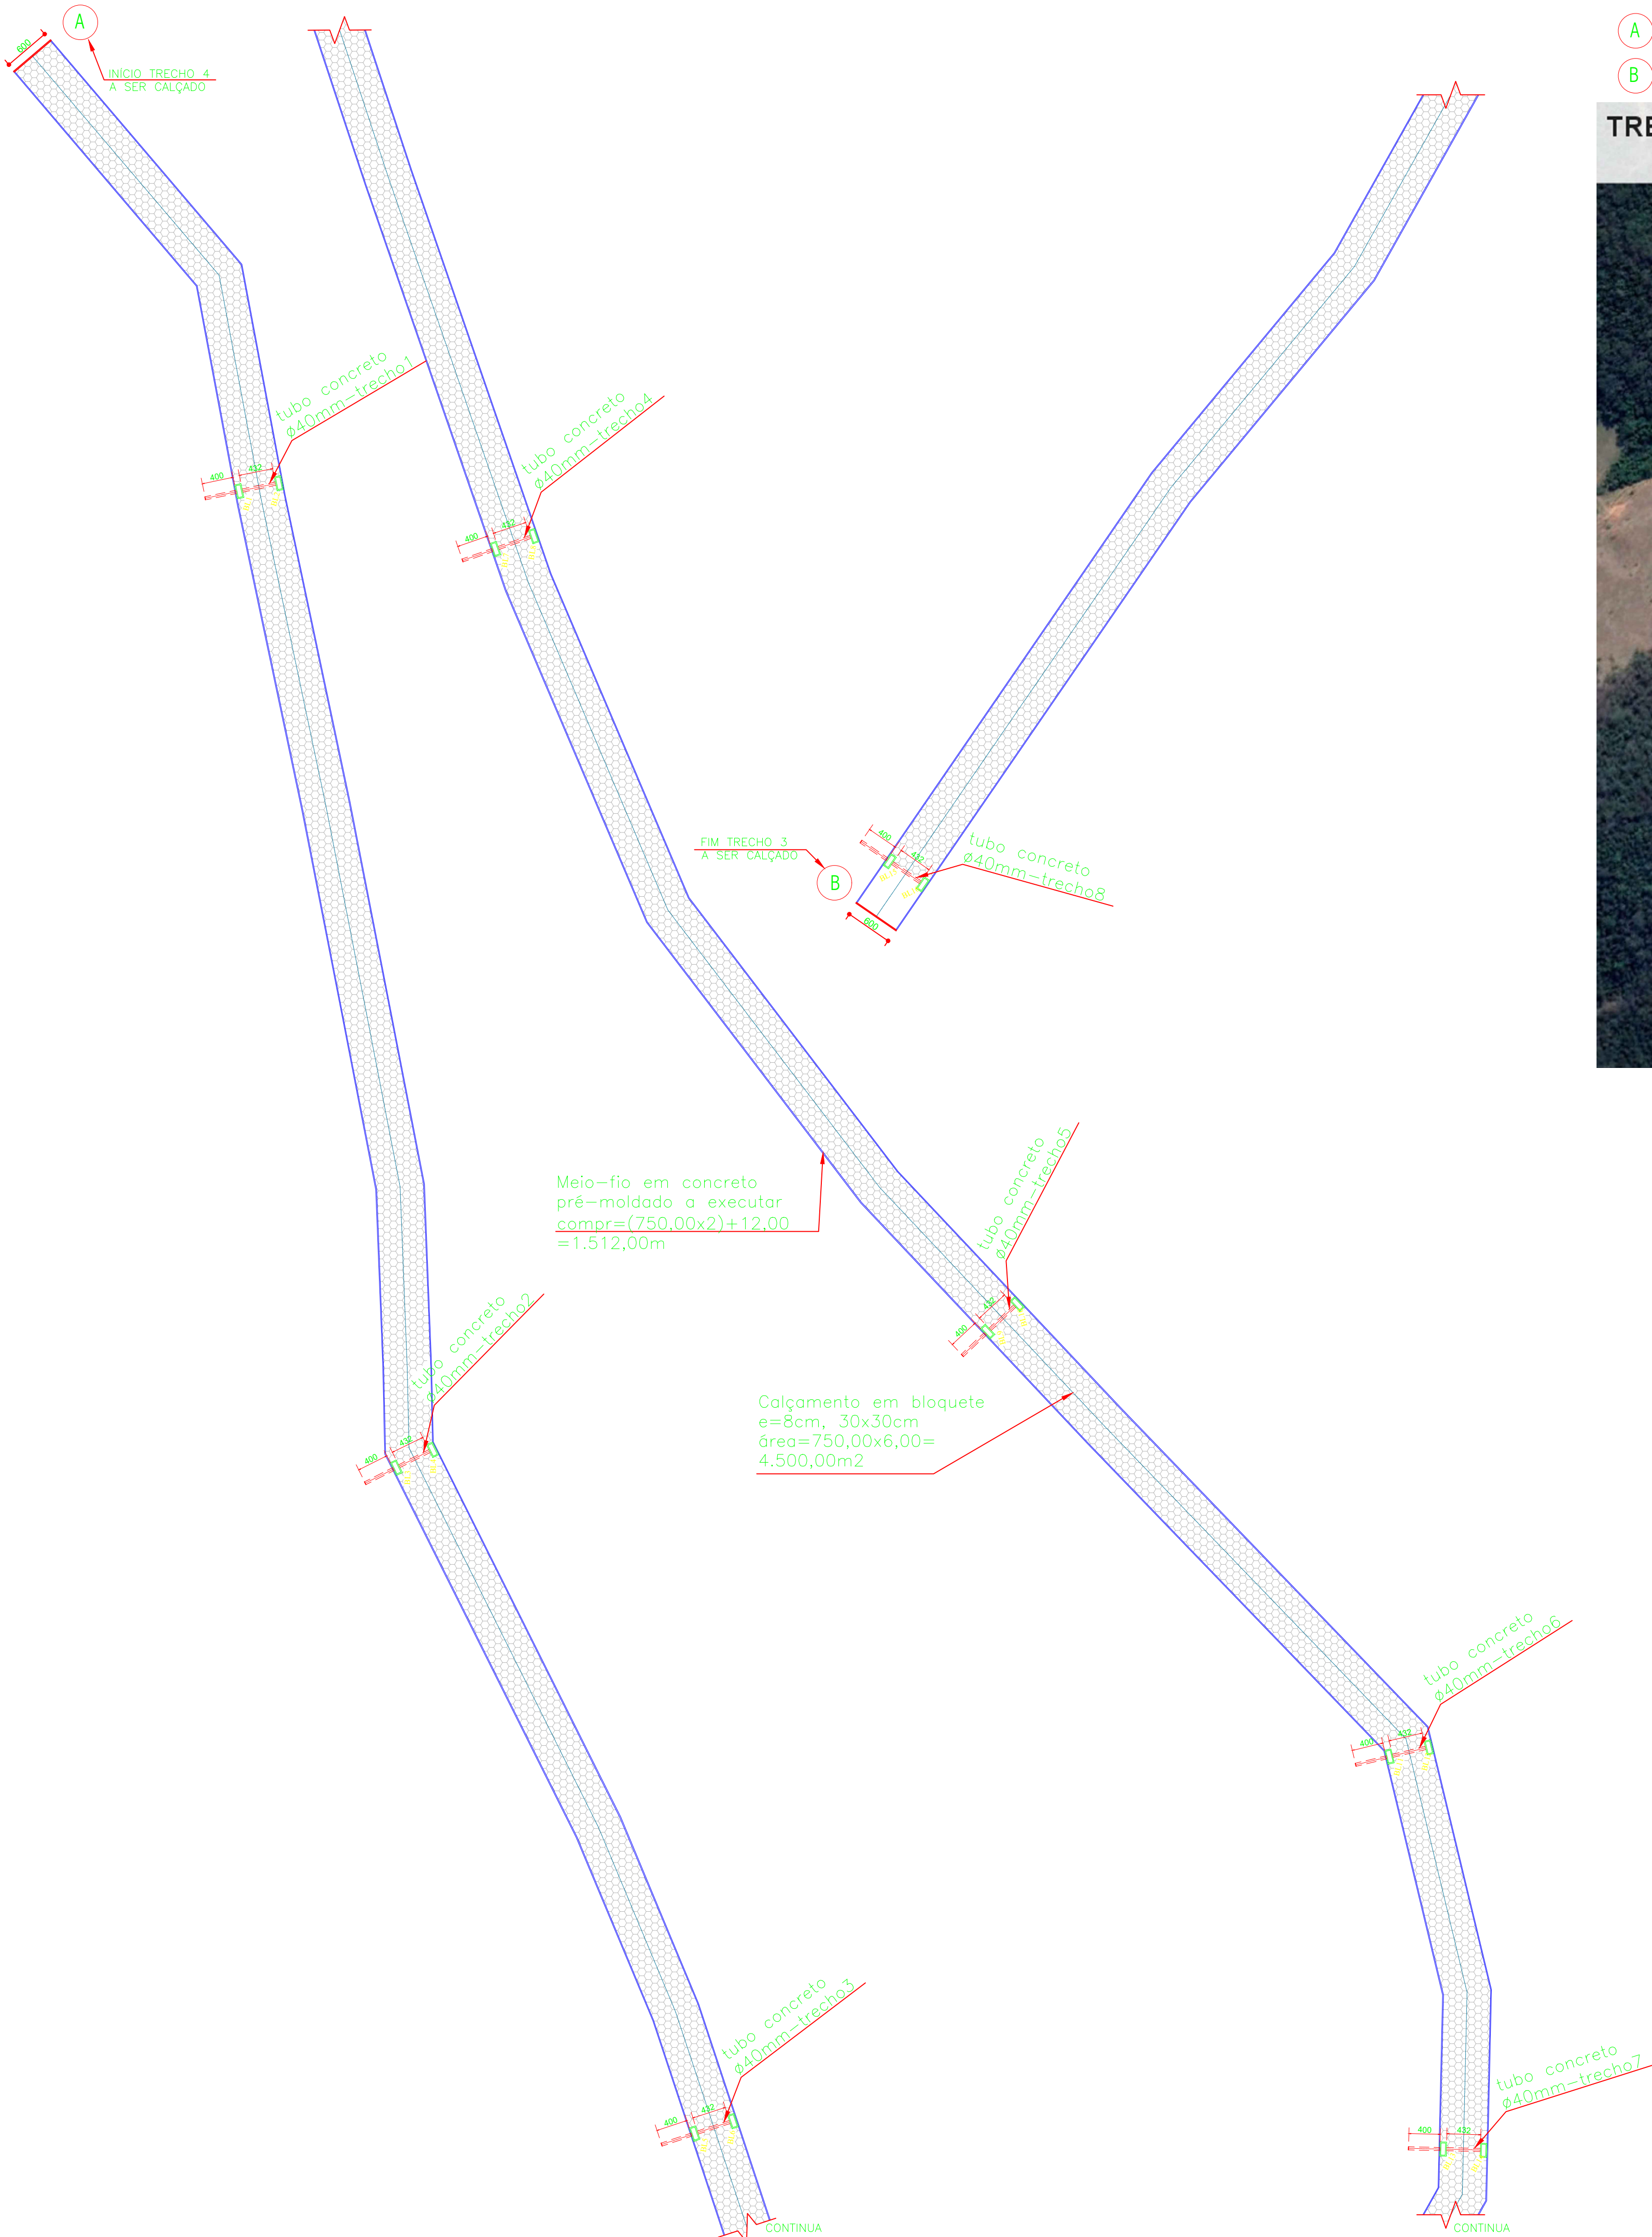 A
INÍCIO TRECHO 4
A SER CALÇADO
600
A
B
TRE
tubo concreto
ø40mm-trecho1
400
432
tubo concreto
ø40mm-trecho4
400
432
FIM TRECHO 3
A SER CALÇADO
B
400
432
600
tubo concreto
ø40mm-trecho8
Meio-fio em concreto
pré-moldado a executar
compr=(750,00x2)+12,00
=1.512,00m
tubo concreto
ø40mm-trecho5
400
432
tubo concreto
ø40mm-trecho2
400
432
Calçamento em bloquete
e=8cm, 30x30cm
área=750,00x6,00=
4.500,00m2
tubo concreto
ø40mm-trecho6
400
432
tubo concreto
ø40mm-trecho3
400
432
tubo concreto
ø40mm-trecho7
400
432
CONTINUA
CONTINUA